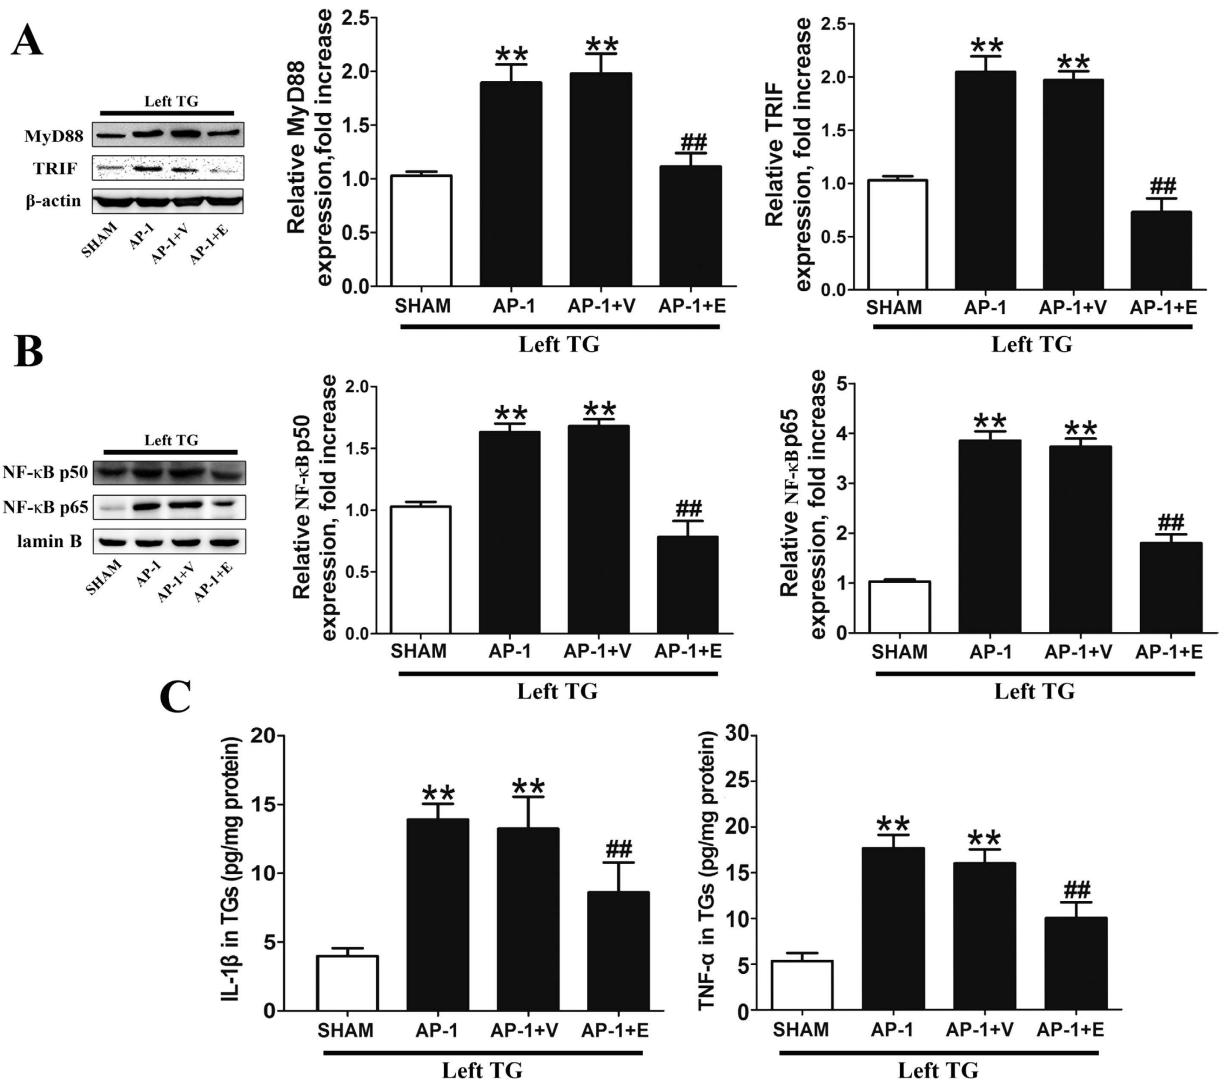 A
Left TG
MyD88
TRIF
β-actin
SHAM
AP-1
AP-1+V
AP-1+E
Relative MyD88
expression,fold increase
2.5
2.0
1.5
1.0
0.5
0.0
**
**
##
SHAM
AP-1
AP-1+V
AP-1+E
Left TG
Relative TRIF
expression, fold increase
2.5
2.0
1.5
1.0
0.5
0.0
**
**
##
SHAM
AP-1
AP-1+V
AP-1+E
Left TG
B
Left TG
NF-κB p50
NF-κB p65
lamin B
SHAM
AP-1
AP-1+V
AP-1+E
Relative NF-κB p50
expression, fold increase
2.0
1.5
1.0
0.5
0.0
**
**
##
SHAM
AP-1
AP-1+V
AP-1+E
Left TG
Relative NF-κB p65
expression, fold increase
5
4
3
2
1
0
**
**
##
SHAM
AP-1
AP-1+V
AP-1+E
Left TG
C
IL-1β in TGs (pg/mg protein)
20
15
10
5
0
**
**
##
SHAM
AP-1
AP-1+V
AP-1+E
Left TG
TNF-α in TGs (pg/mg protein)
30
25
20
15
10
5
0
**
**
##
SHAM
AP-1
AP-1+V
AP-1+E
Left TG